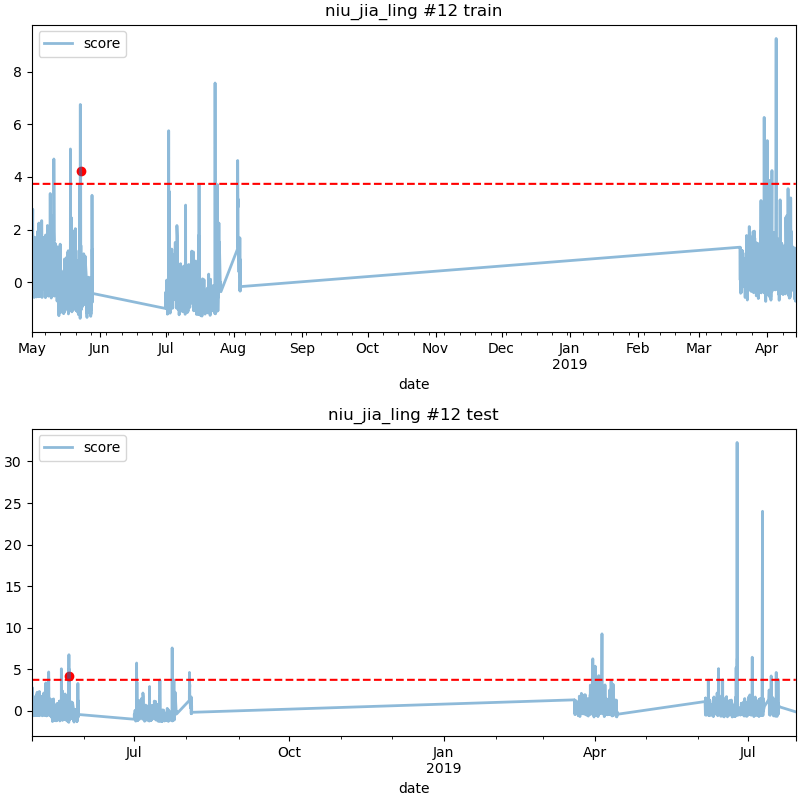 niu_jia_ling #12 train
score
8
6
4
2
0
May Jun Jul Aug Sep Oct Nov Dec Jan Feb Mar Apr
2019
date
niu_jia_ling #12 test
score
30
25
20
15
10
5
0
Jul Oct Jan Apr Jul
2019
date